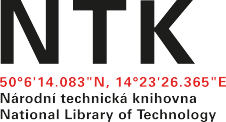 NTK
50°6'14.083"N, 14°23'26.365"E
Národní technická knihovna
National Library of Technology